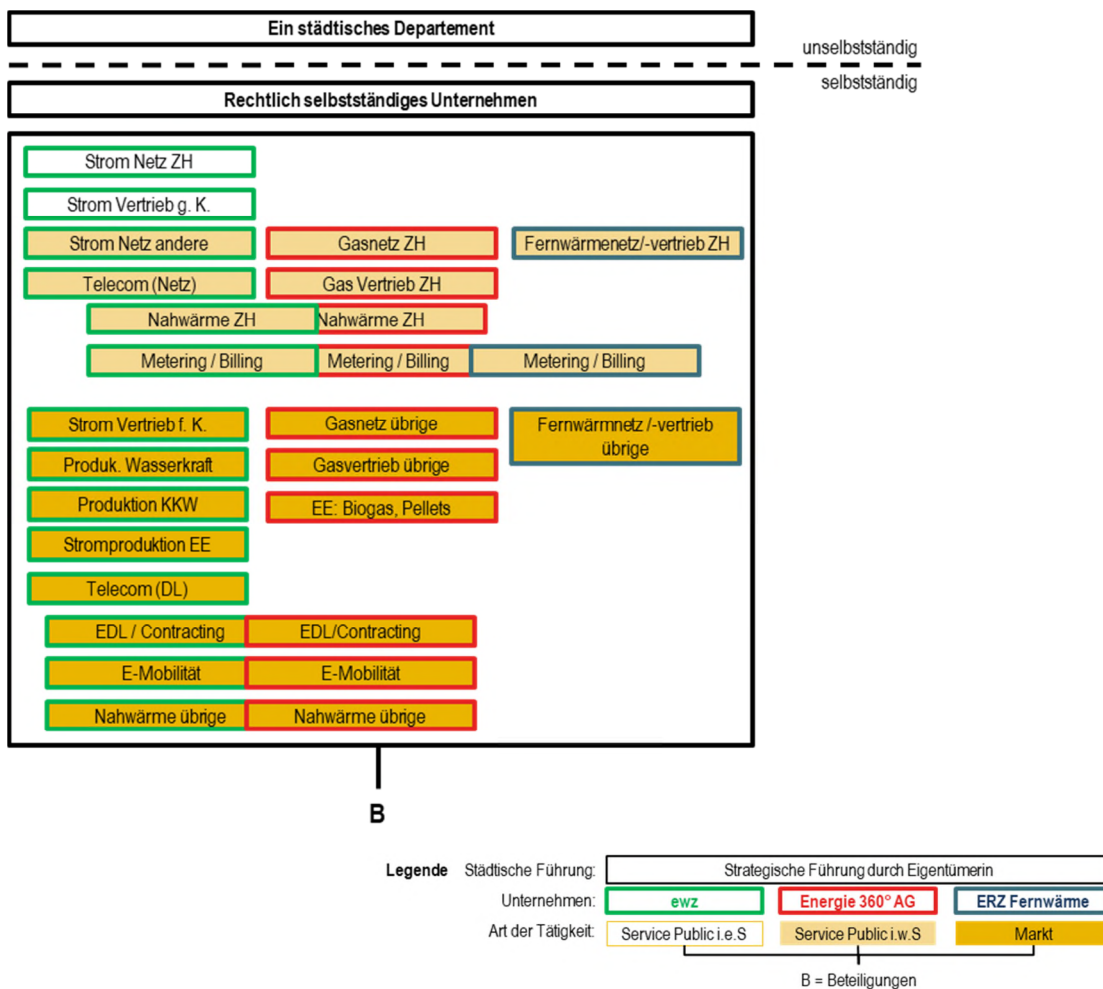 Ein städtisches Departement
unselbstständig
selbstständig
Rechtlich selbstständiges Unternehmen
Strom Netz ZH
Strom Vertrieb g. K.
Strom Netz andere
Gasnetz ZH
Fernwärmenetz/-vertrieb ZH
Telecom (Netz)
Gas Vertrieb ZH
Nahwärme ZH
Nahwärme ZH
Metering / Billing
Metering / Billing
Metering / Billing
Strom Vertrieb f. K.
Gasnetz übrige
Fernwärmnetz /-vertrieb
übrige
Produk. Wasserkraft
Gasvertrieb übrige
Produktion KKW
EE: Biogas, Pellets
Stromproduktion EE
Telecom (DL)
EDL / Contracting
EDL/Contracting
E-Mobilität
E-Mobilität
Nahwärme übrige
Nahwärme übrige
B
Legende
Städtische Führung:
Strategische Führung durch Eigentümerin
Unternehmen:
ewz
Energie 360° AG
ERZ Fernwärme
Art der Tätigkeit:
Service Public i.e.S
Service Public i.w.S
Markt
B = Beteiligungen